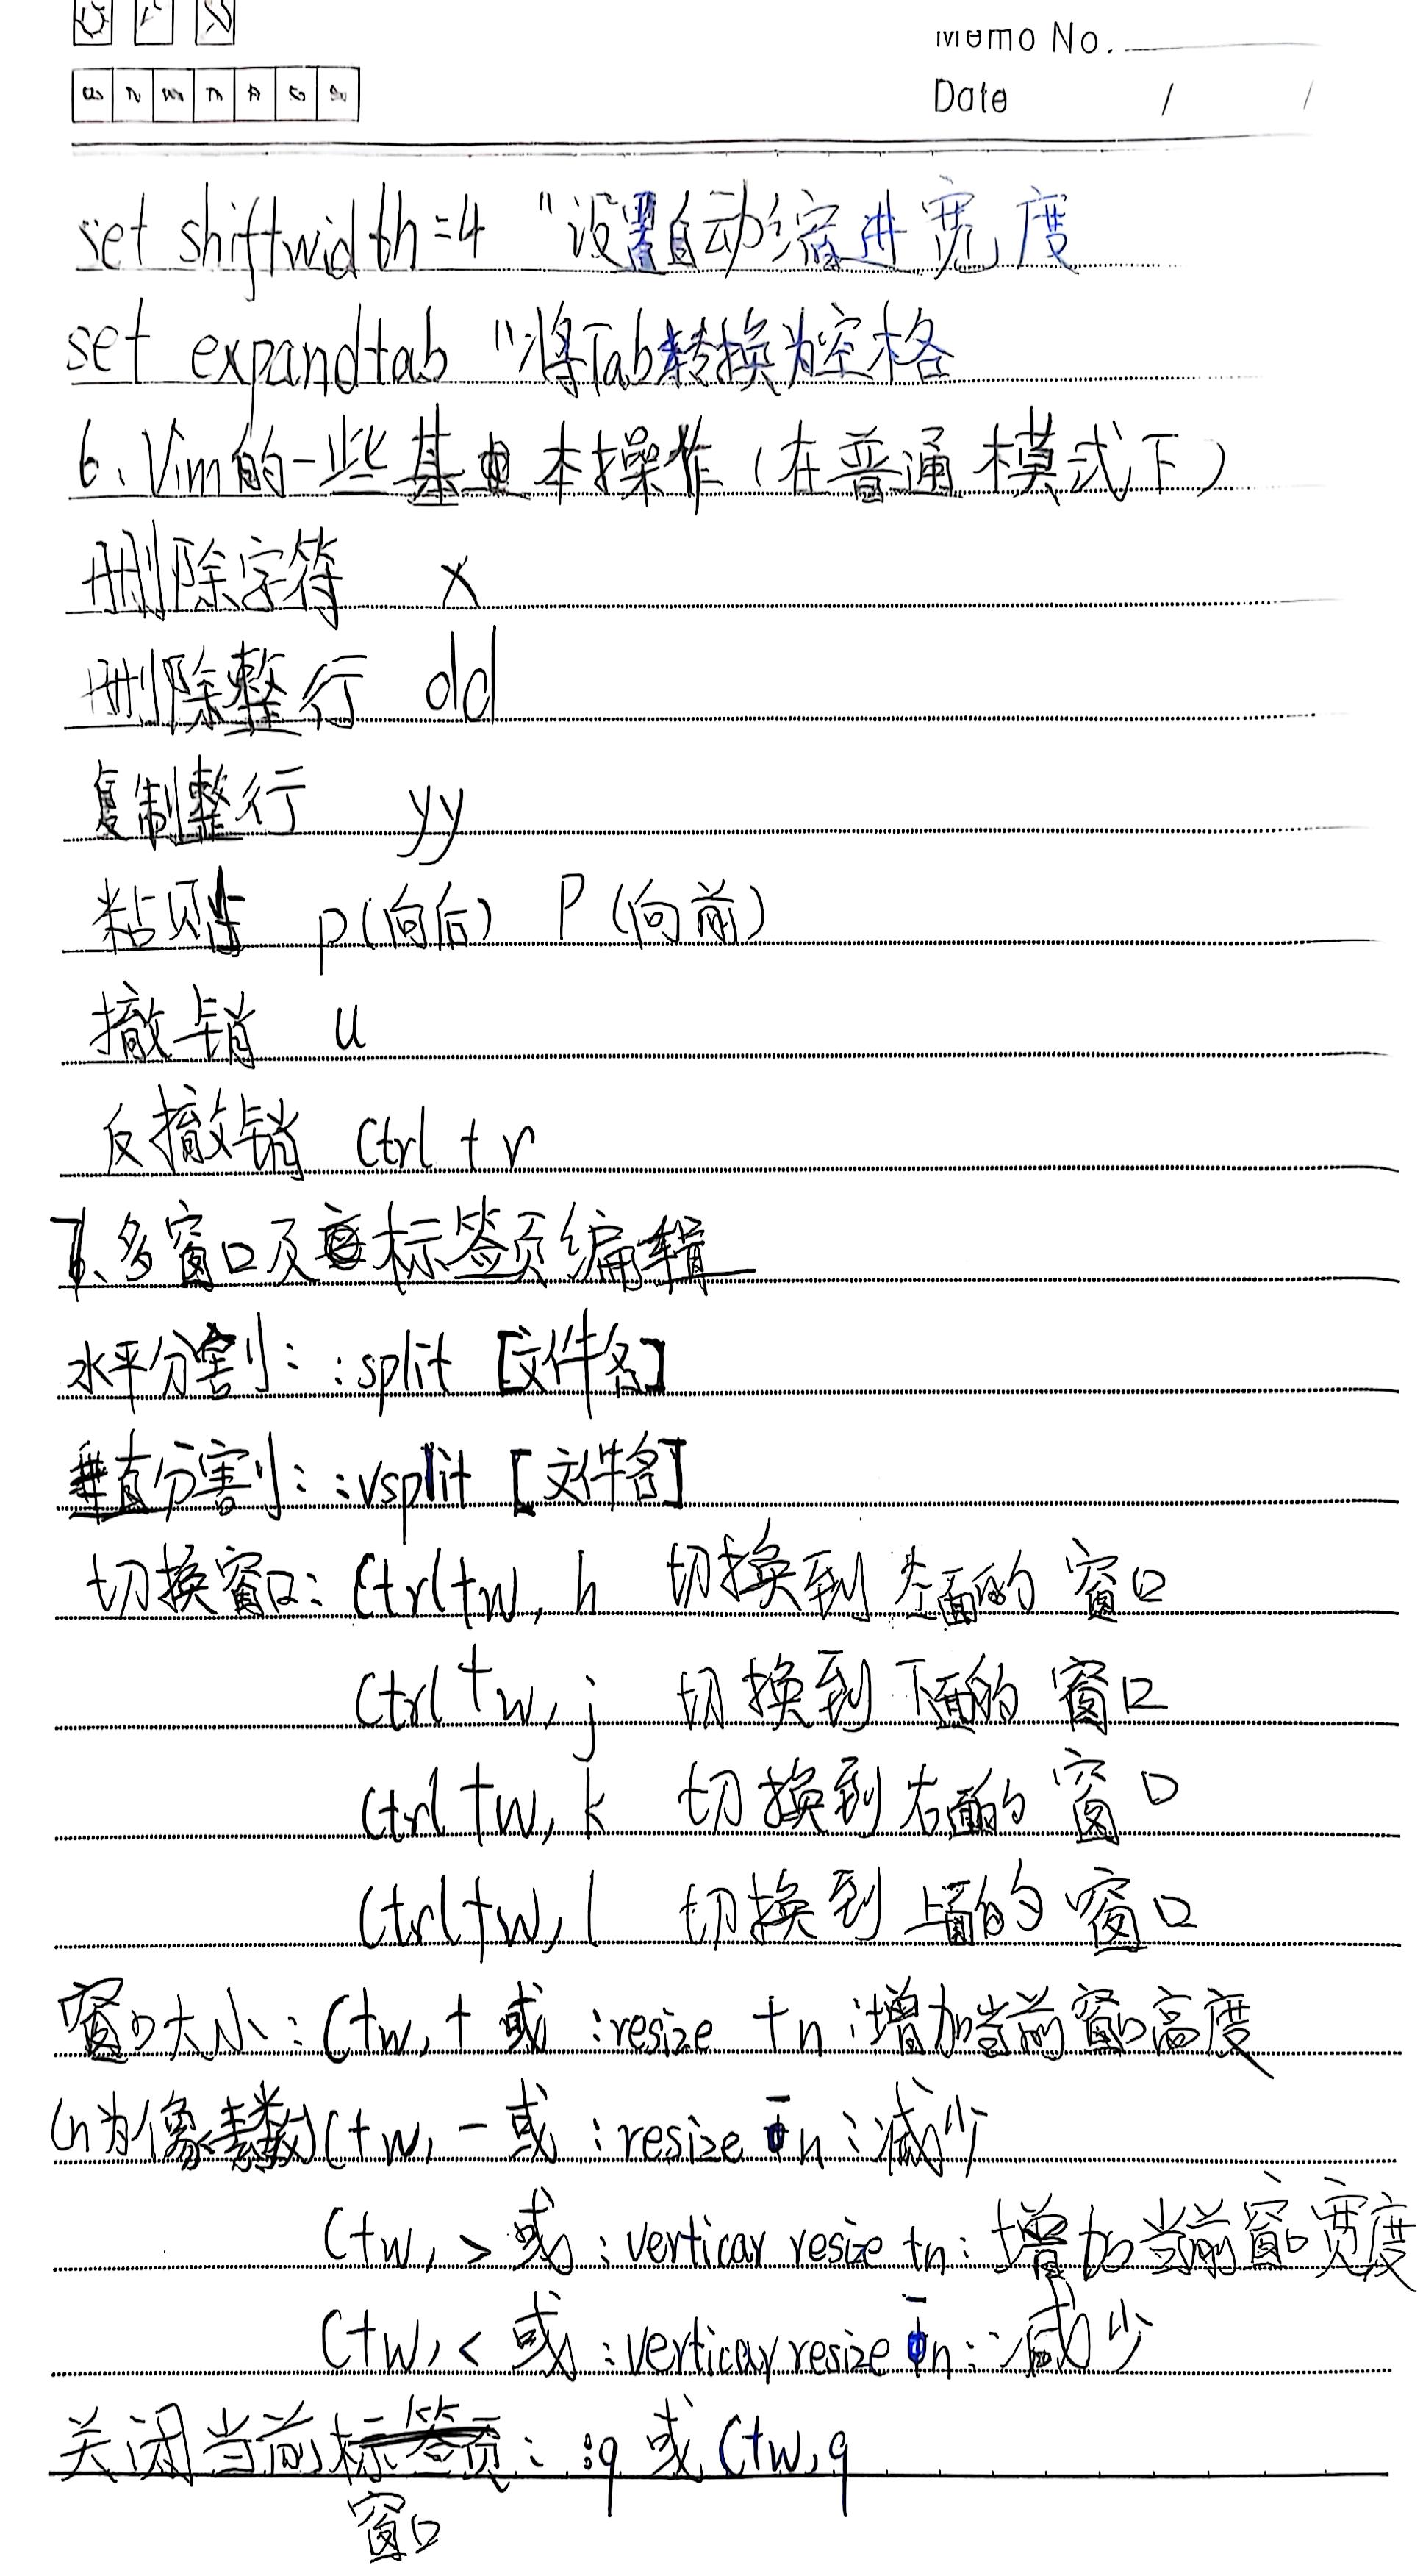 Memo No.
Date / /
set shiftwidth=4 "设置自动缩进宽度
set expandtab "将Tab转换为空格
6、Vim的一些基本操作(在普通模式下)
删除字符 x
删除整行 dd
复制整行 yy
粘贴 p(向后) P(向前)
撤销 u
反撤销 Ctrl+r
7、多窗口及标签页编辑
水平分割: :split [文件名]
垂直分割: :vsplit [文件名]
切换窗口: Ctrl+w, h 切换到左面的窗口
Ctrl+w, j 切换到下面的窗口
Ctrl+w, k 切换到右面的窗口
Ctrl+w, l 切换到上面的窗口
窗口大小: C+w, + 或 :resize +n :增加当前窗口高度
(n为像素数) C+w, - 或 :resize -n :减少
C+w, > 或 :verticar resize +n: 增加当前窗口宽度
C+w, < 或 :verticar resize -n: 减少
关闭当前窗口: :q 或 C+w,q